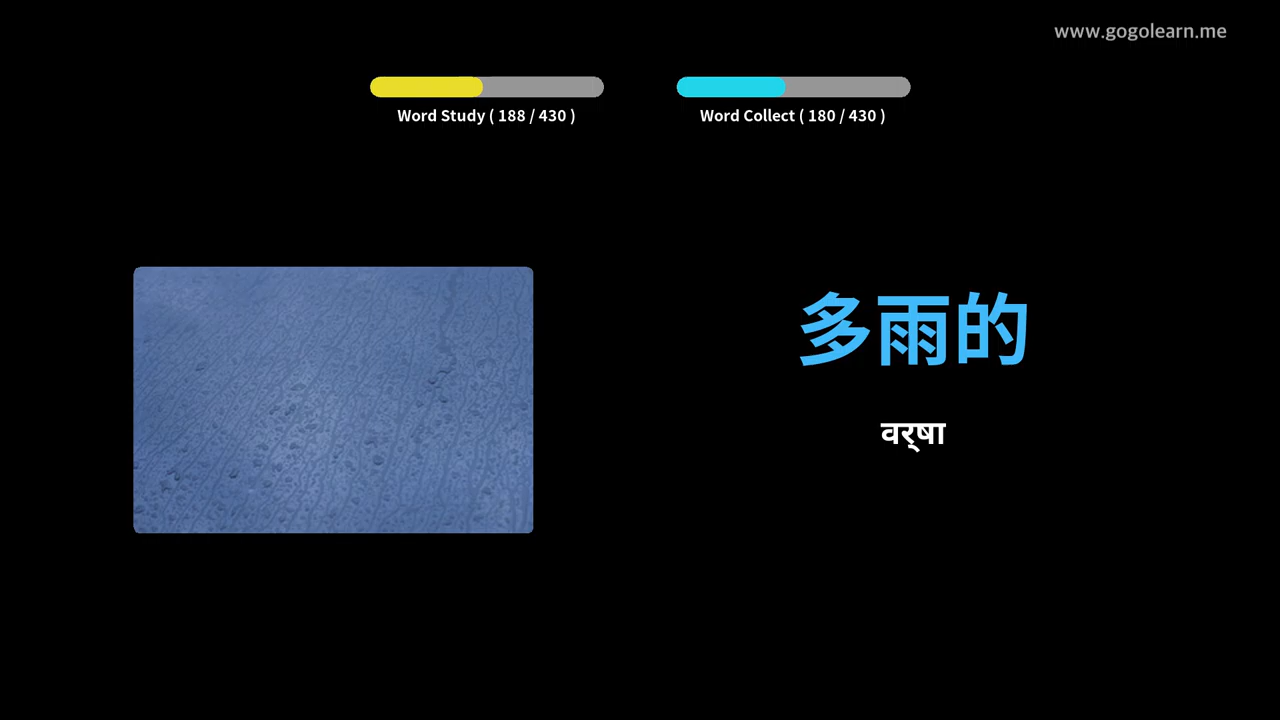 www.gogolearn.me
Word Study ( 188 / 430 )
Word Collect ( 180 / 430 )
多雨的
वर्‌षा